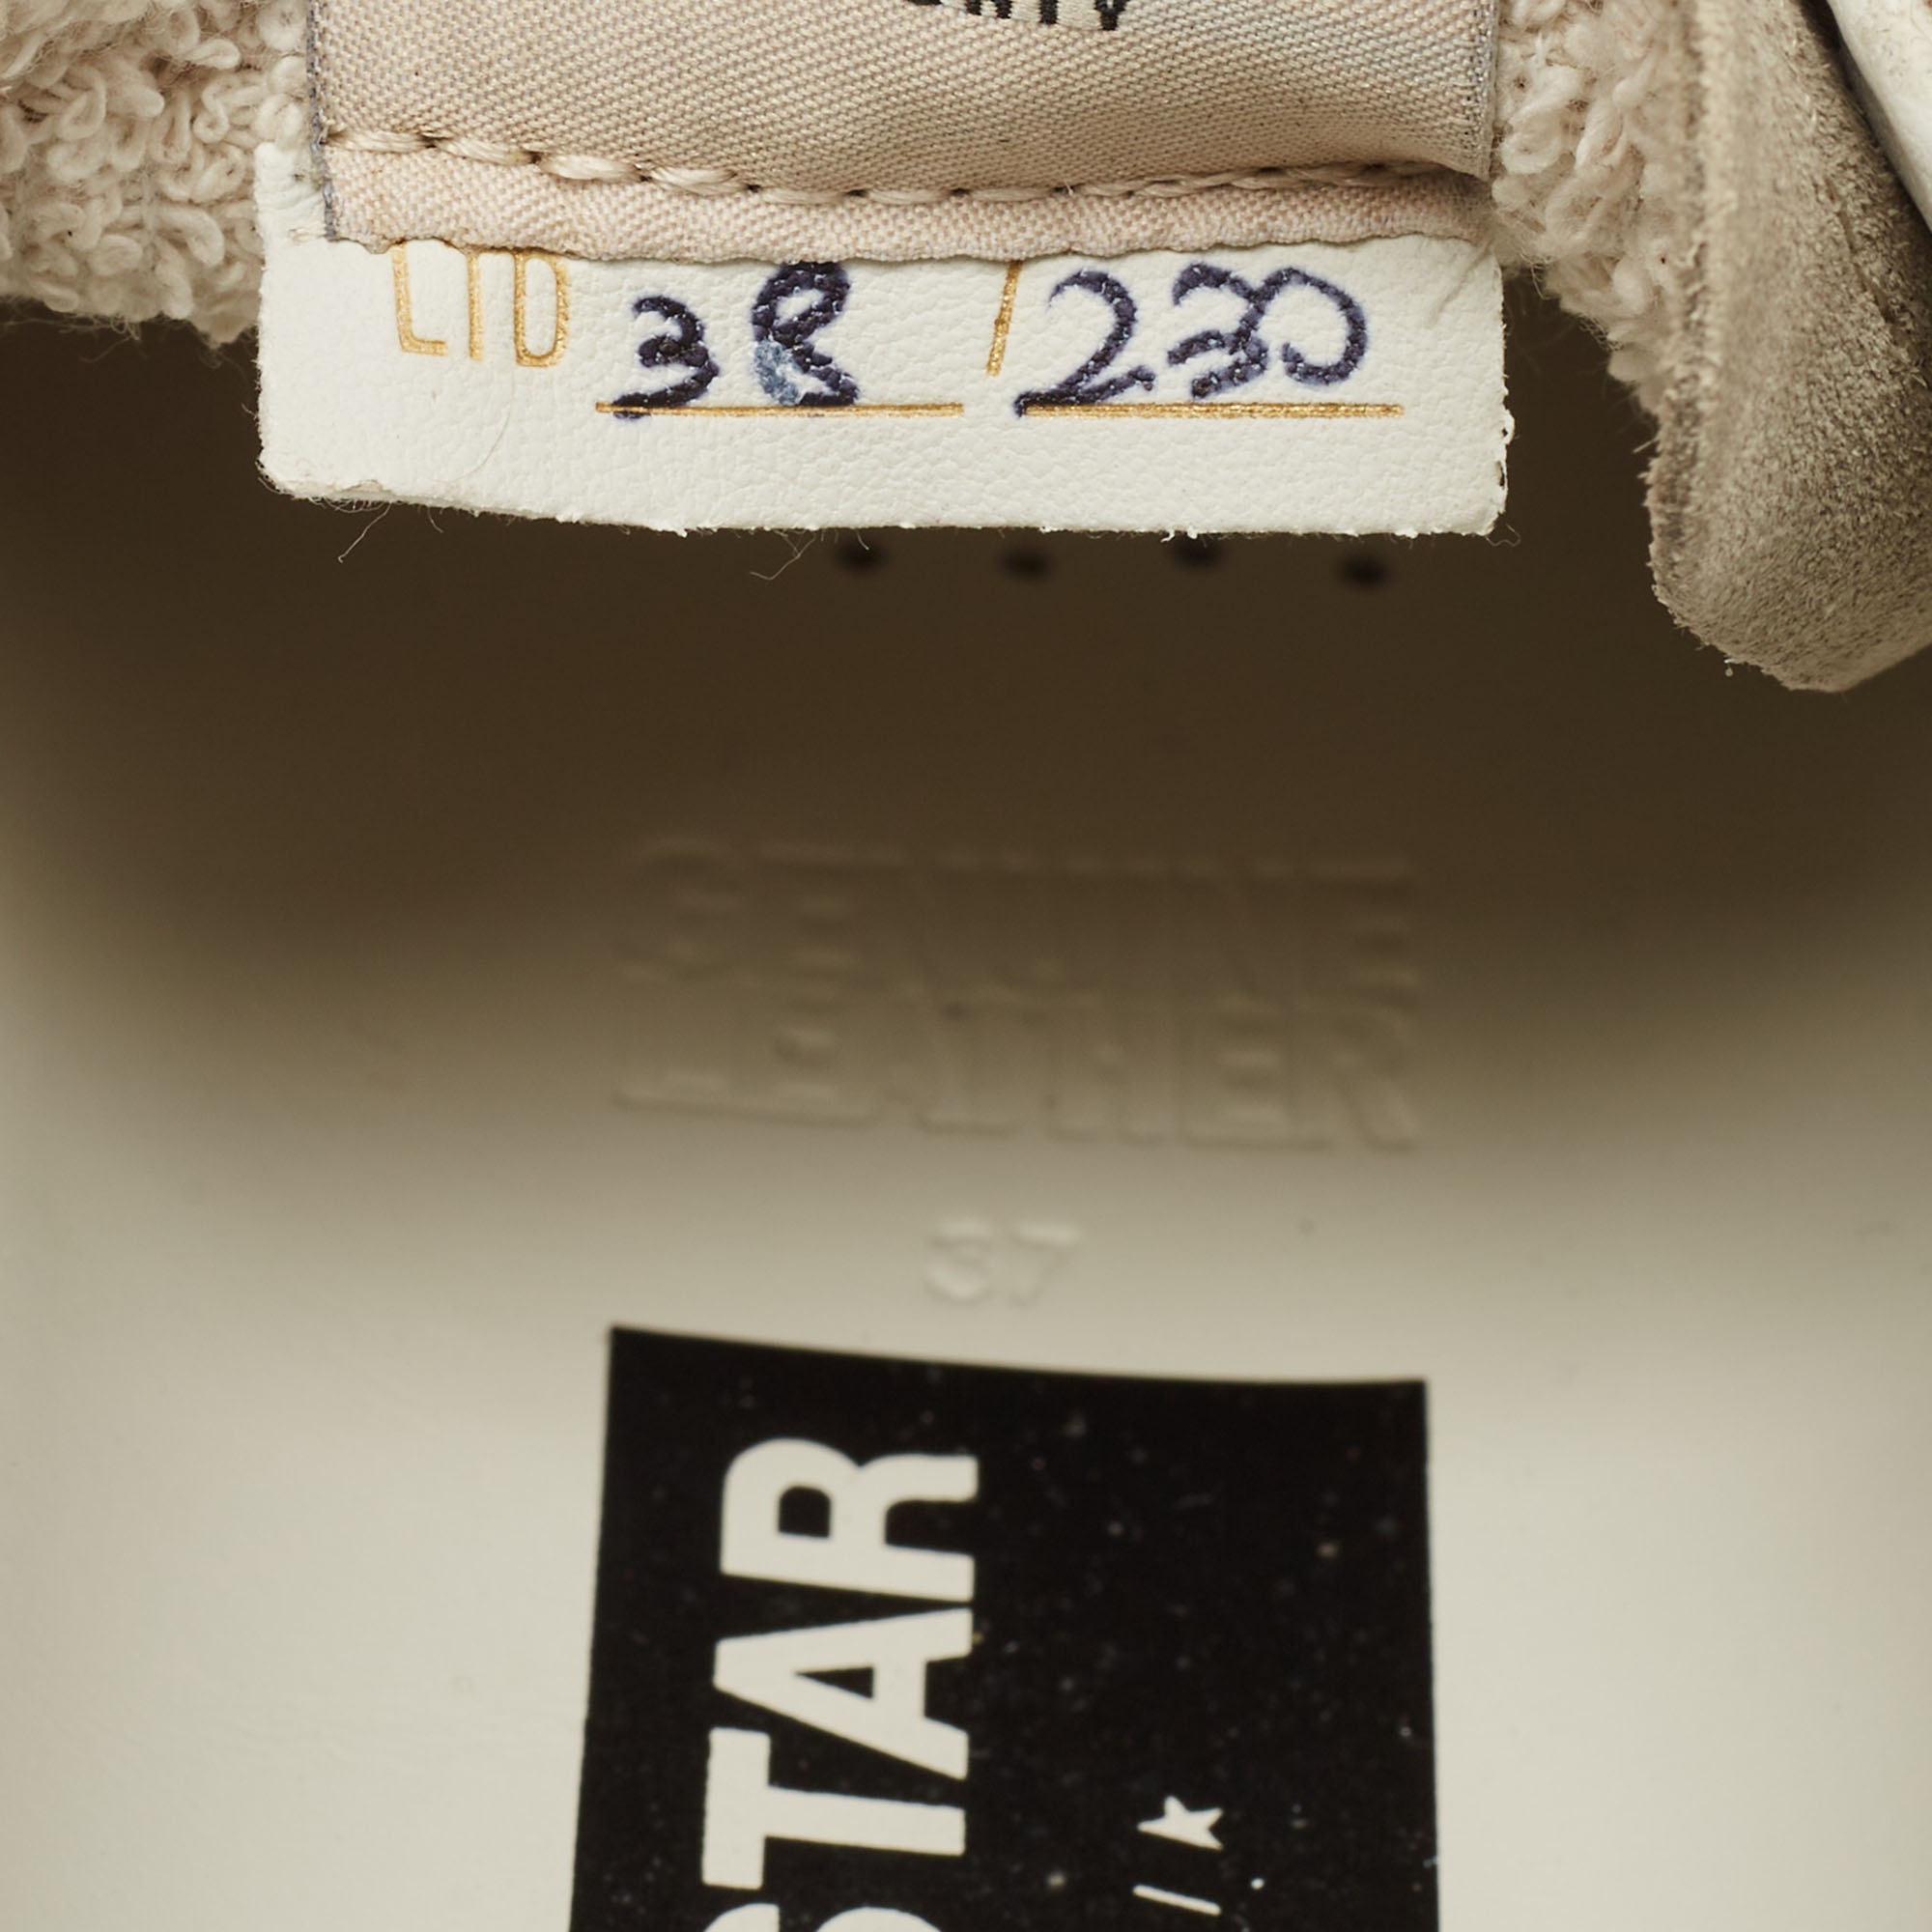 LTD 38 / 230
GENUINE
LEATHER
37
STAR